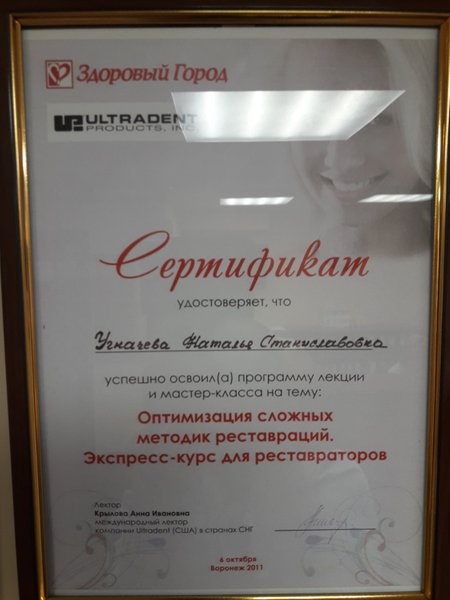 Здоровый Город
ULTRADENT
PRODUCTS, INC.
Сертификат
удостоверяет, что
Угначева Наталья Станиславовна
успешно освоил(а) программу лекции
и мастер-класса на тему:
Оптимизация сложных
методик реставраций.
Экспресс-курс для реставраторов
Лектор
Крылова Анна Ивановна
международный лектор
компании Ultradent (США) в странах СНГ
6 октября
Воронеж 2011